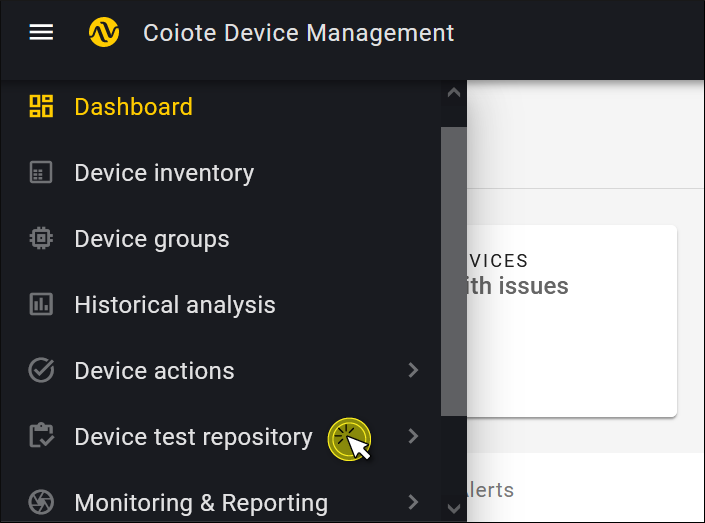 Coiote Device Management
Dashboard
Device inventory
VICES
ith issues
Device groups
Historical analysis
Device actions
Device test repository
lerts
Monitoring & Reporting